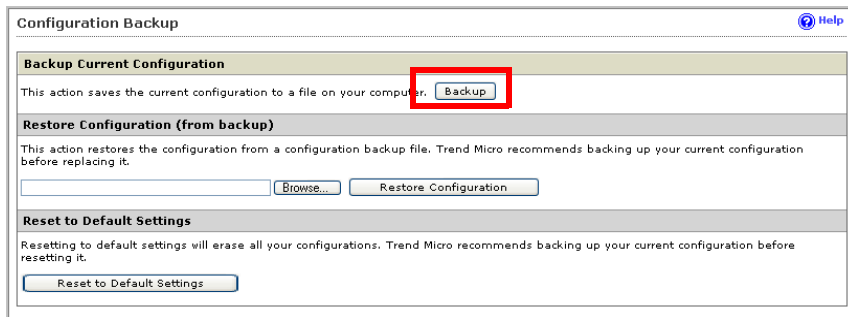 Configuration Backup
Help
Backup Current Configuration
This action saves the current configuration to a file on your computer. Backup
Restore Configuration (from backup)
This action restores the configuration from a configuration backup file. Trend Micro recommends backing up your current configuration
before replacing it.
Browse... Restore Configuration
Reset to Default Settings
Resetting to default settings will erase all your configurations. Trend Micro recommends backing up your current configuration before
resetting it.
Reset to Default Settings